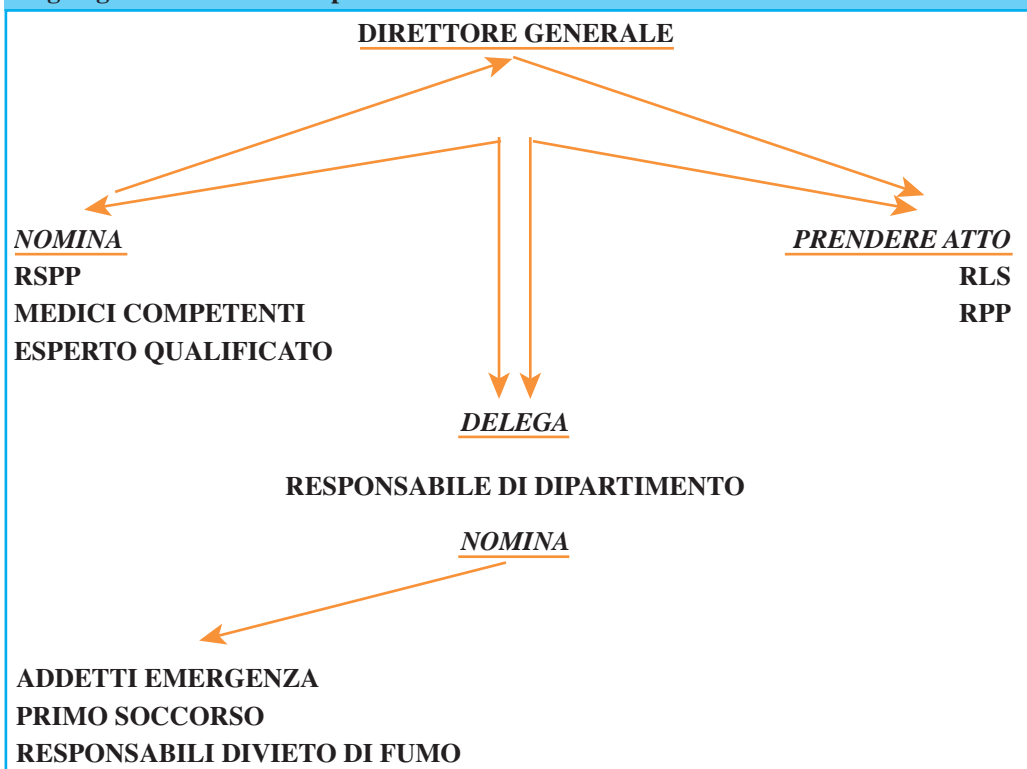 DIRETTORE GENERALE
NOMINA
RSPP
MEDICI COMPETENTI
ESPERTO QUALIFICATO
PRENDERE ATTO
RLS
RPP
DELEGA
RESPONSABILE DI DIPARTIMENTO
NOMINA
ADDETTI EMERGENZA
PRIMO SOCCORSO
RESPONSABILI DIVIETO DI FUMO